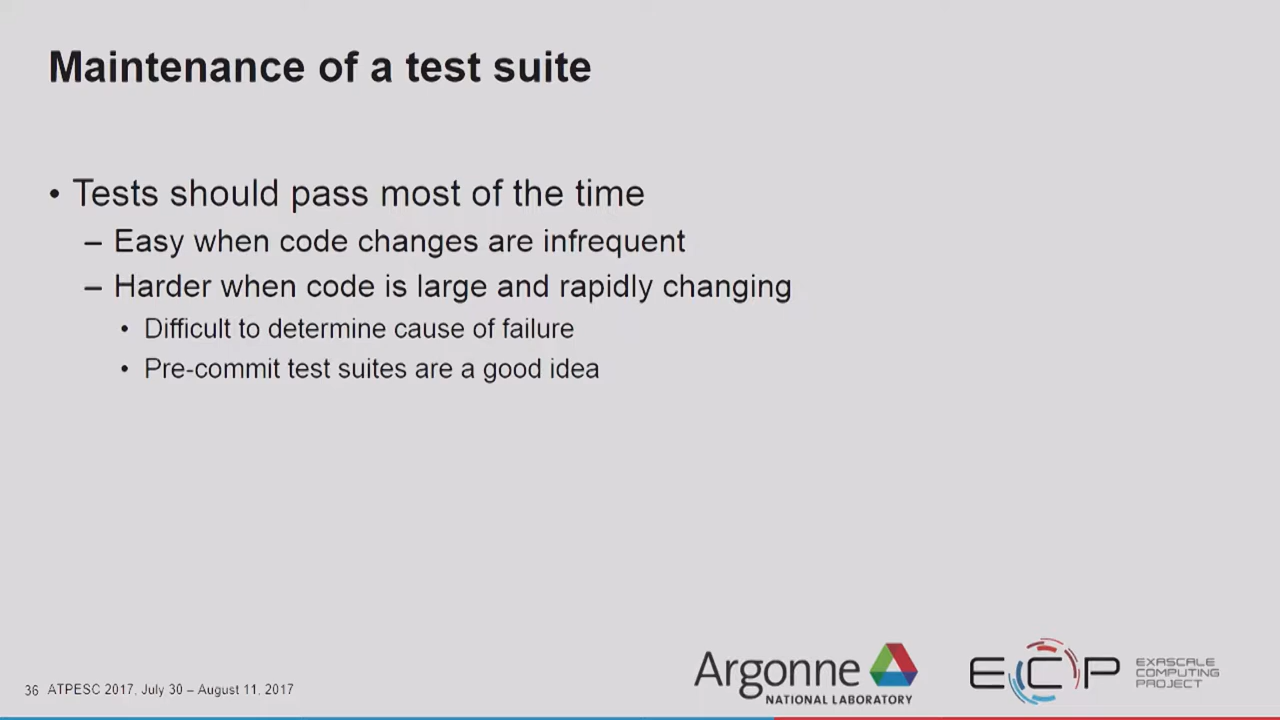 Maintenance of a test suite
• Tests should pass most of the time
– Easy when code changes are infrequent
– Harder when code is large and rapidly changing
• Difficult to determine cause of failure
• Pre-commit test suites are a good idea
36 ATPESC 2017, July 30 – August 11, 2017
Argonne
NATIONAL LABORATORY
ECP
EXASCALE
COMPUTING
PROJECT